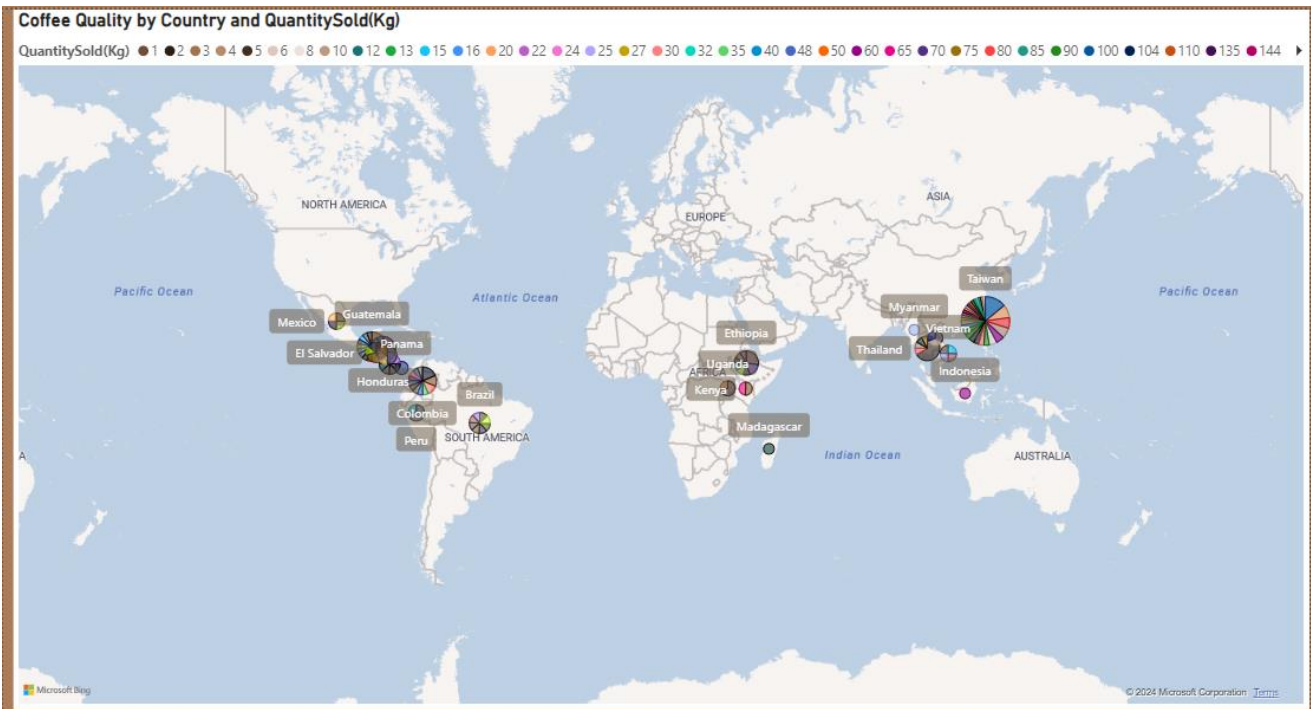 Coffee Quality by Country and QuantitySold(Kg)
QuantitySold(Kg) 1 2 3 4 5 6 8 10 12 13 15 16 20 22 24 25 27 30 32 35 40 48 50 60 65 70 75 80 85 90 100 104 110 135 144
NORTH AMERICA
EUROPE
ASIA
Pacific Ocean
Atlantic Ocean
Pacific Ocean
Taiwan
Mexico
Guatemala
Myanmar
Vietnam
Ethiopia
El Salvador
Panama
Thailand
Uganda
AFRICA
Indonesia
Honduras
Kenya
Brazil
Colombia
Madagascar
Peru
SOUTH AMERICA
Indian Ocean
AUSTRALIA
A
Microsoft Bing
© 2024 Microsoft Corporation Terms